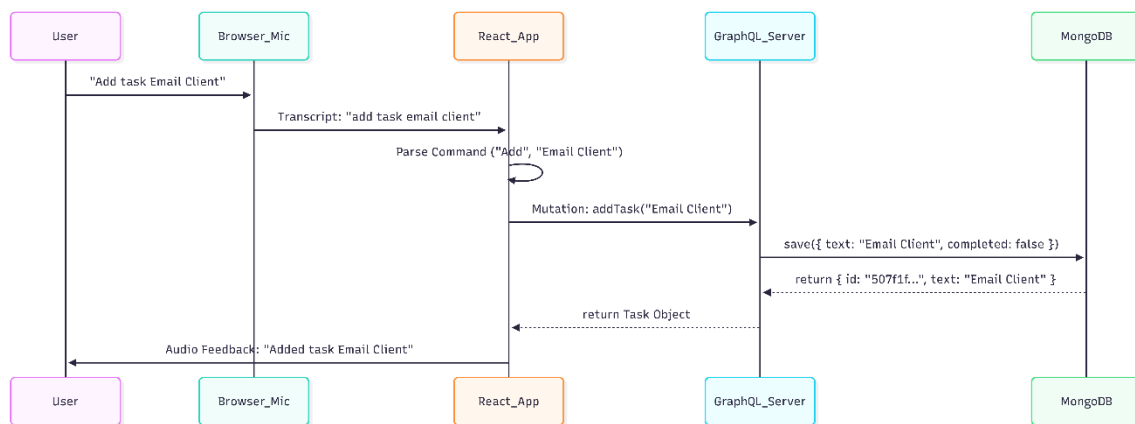 User
Browser_Mic
React_App
GraphQL_Server
MongoDB
"Add task Email Client"
Transcript: "add task email client"
Parse Command ("Add", "Email Client")
Mutation: addTask("Email Client")
save({ text: "Email Client", completed: false })
return { id: "507f1f...", text: "Email Client" }
return Task Object
Audio Feedback: "Added task Email Client"
User
Browser_Mic
React_App
GraphQL_Server
MongoDB